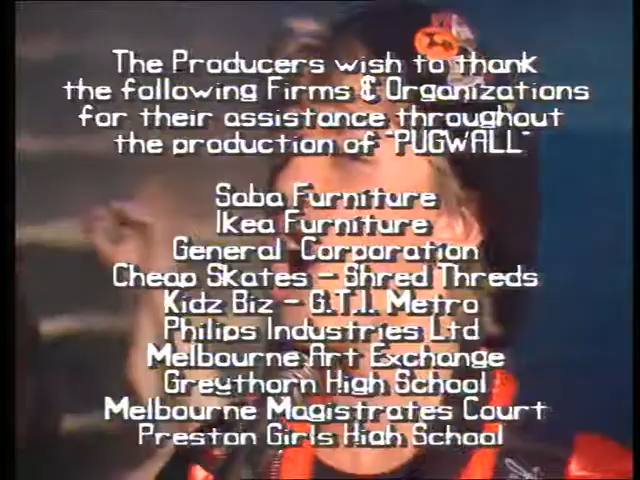 The Producers wish to thank
the following Firms & Organizations
for their assistance throughout
the production of "PUGWALL"
Saba Furniture
Ikea Furniture
General Corporation
Cheap Skates - Shred Threds
Kidz Biz - G.T.I. Metro
Philips Industries Ltd
Melbourne Art Exchange
Greythorn High School
Melbourne Magistrates Court
Preston Girls High School